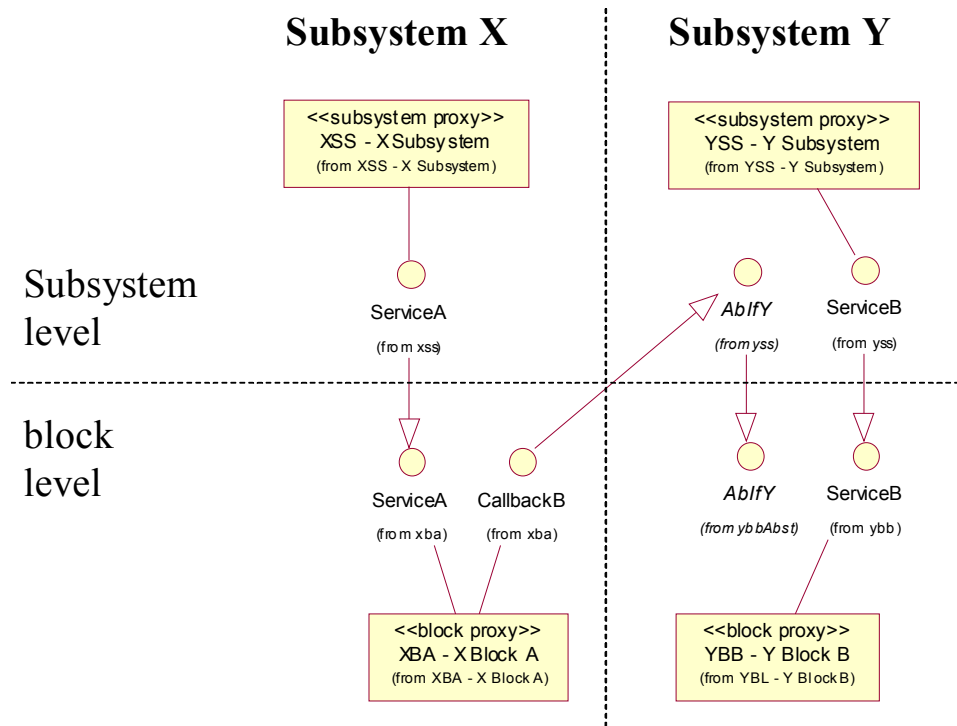 Subsystem X
Subsystem Y
<<subsystem proxy>>
XSS - X Subsystem
(from XSS - X Subsystem)
<<subsystem proxy>>
YSS - Y Subsystem
(from YSS - Y Subsystem)
Subsystem
level
ServiceA
(from xss)
AbIfY
(from yss)
ServiceB
(from yss)
block
level
ServiceA
(from xba)
CallbackB
(from xba)
AbIfY
(from ybbAbst)
ServiceB
(from ybb)
<<block proxy>>
XBA - X Block A
(from XBA - X Block A)
<<block proxy>>
YBB - Y Block B
(from YBL - Y Block B)